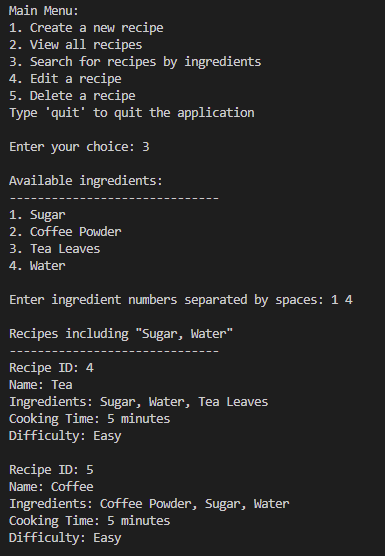 Main Menu:
1. Create a new recipe
2. View all recipes
3. Search for recipes by ingredients
4. Edit a recipe
5. Delete a recipe
Type 'quit' to quit the application
Enter your choice: 3
Available ingredients:
------------------------------
1. Sugar
2. Coffee Powder
3. Tea Leaves
4. Water
Enter ingredient numbers separated by spaces: 1 4
Recipes including "Sugar, Water"
------------------------------
Recipe ID: 4
Name: Tea
Ingredients: Sugar, Water, Tea Leaves
Cooking Time: 5 minutes
Difficulty: Easy
Recipe ID: 5
Name: Coffee
Ingredients: Coffee Powder, Sugar, Water
Cooking Time: 5 minutes
Difficulty: Easy